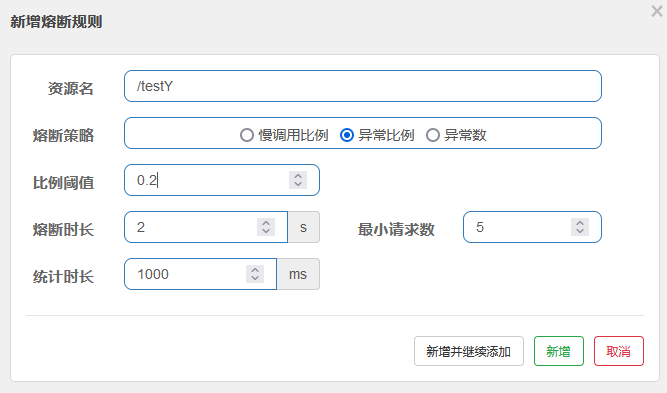 新增熔断规则
资源名 /testY
熔断策略 慢调用比例 异常比例 异常数
比例阈值 0.2
熔断时长 2 s 最小请求数 5
统计时长 1000 ms
新增并继续添加 新增 取消